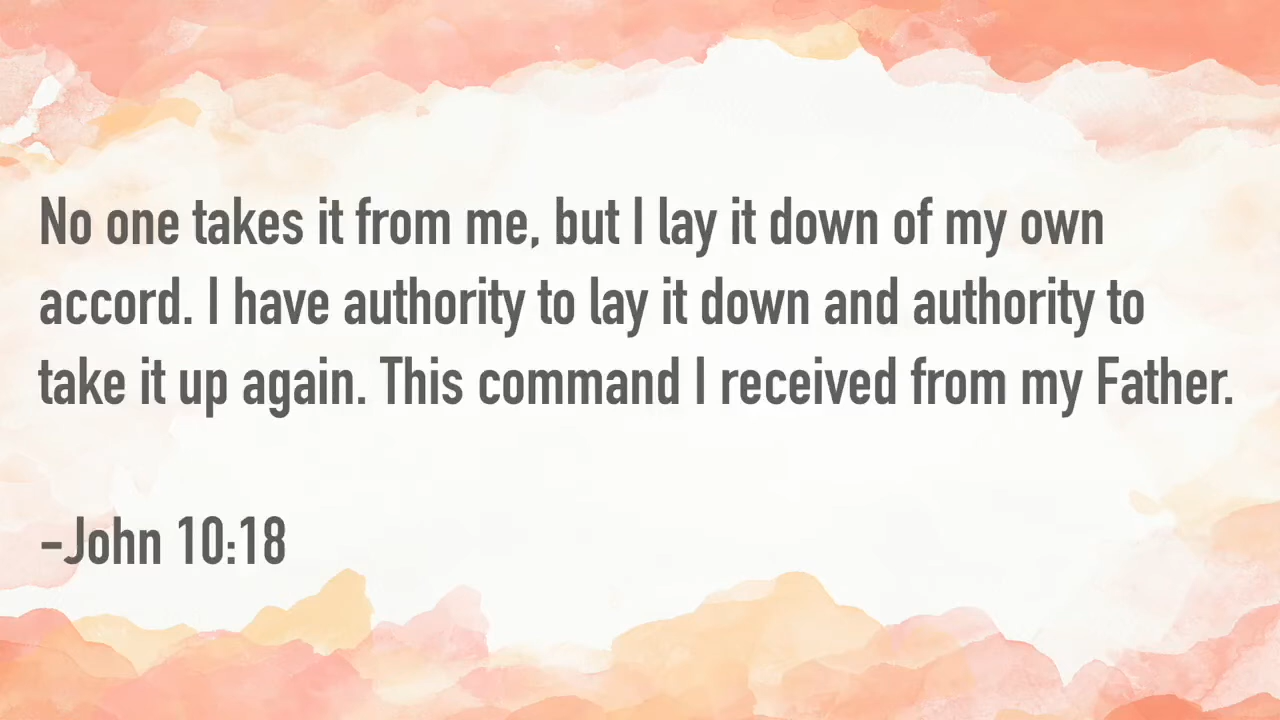 No one takes it from me, but I lay it down of my own
accord. I have authority to lay it down and authority to
take it up again. This command I received from my Father.
-John 10:18